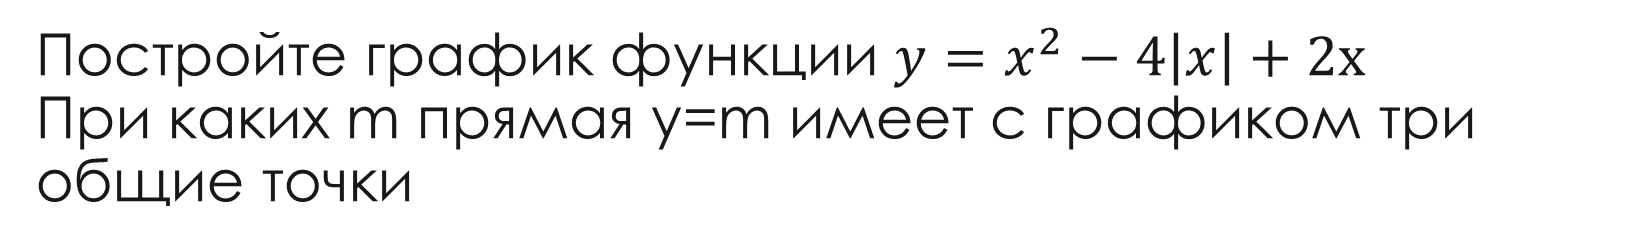 Постройте график функции y = x² − 4|x| + 2x
При каких m прямая y=m имеет с графиком три
общие точки